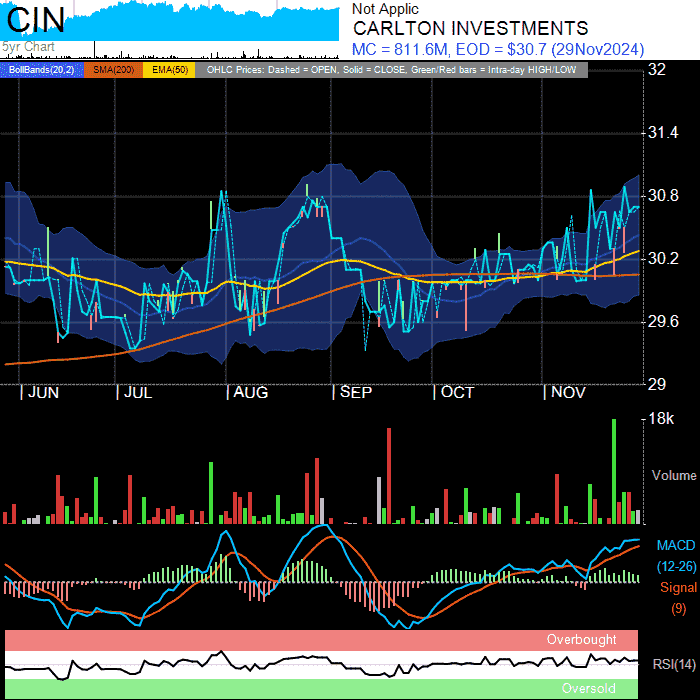 CIN
Not Applic
CARLTON INVESTMENTS
5yr Chart
MC = 811.6M, EOD = $30.7 (29Nov2024)
BollBands(20,2) SMA(200) EMA(50) OHLC Prices: Dashed = OPEN, Solid = CLOSE, Green/Red bars = Intra-day HIGH/LOW
32
31.4
30.8
30.2
29.6
29
JUN JUL AUG SEP OCT NOV
18k
Volume
MACD
(12-26)
Signal
(9)
Overbought
RSI(14)
Oversold